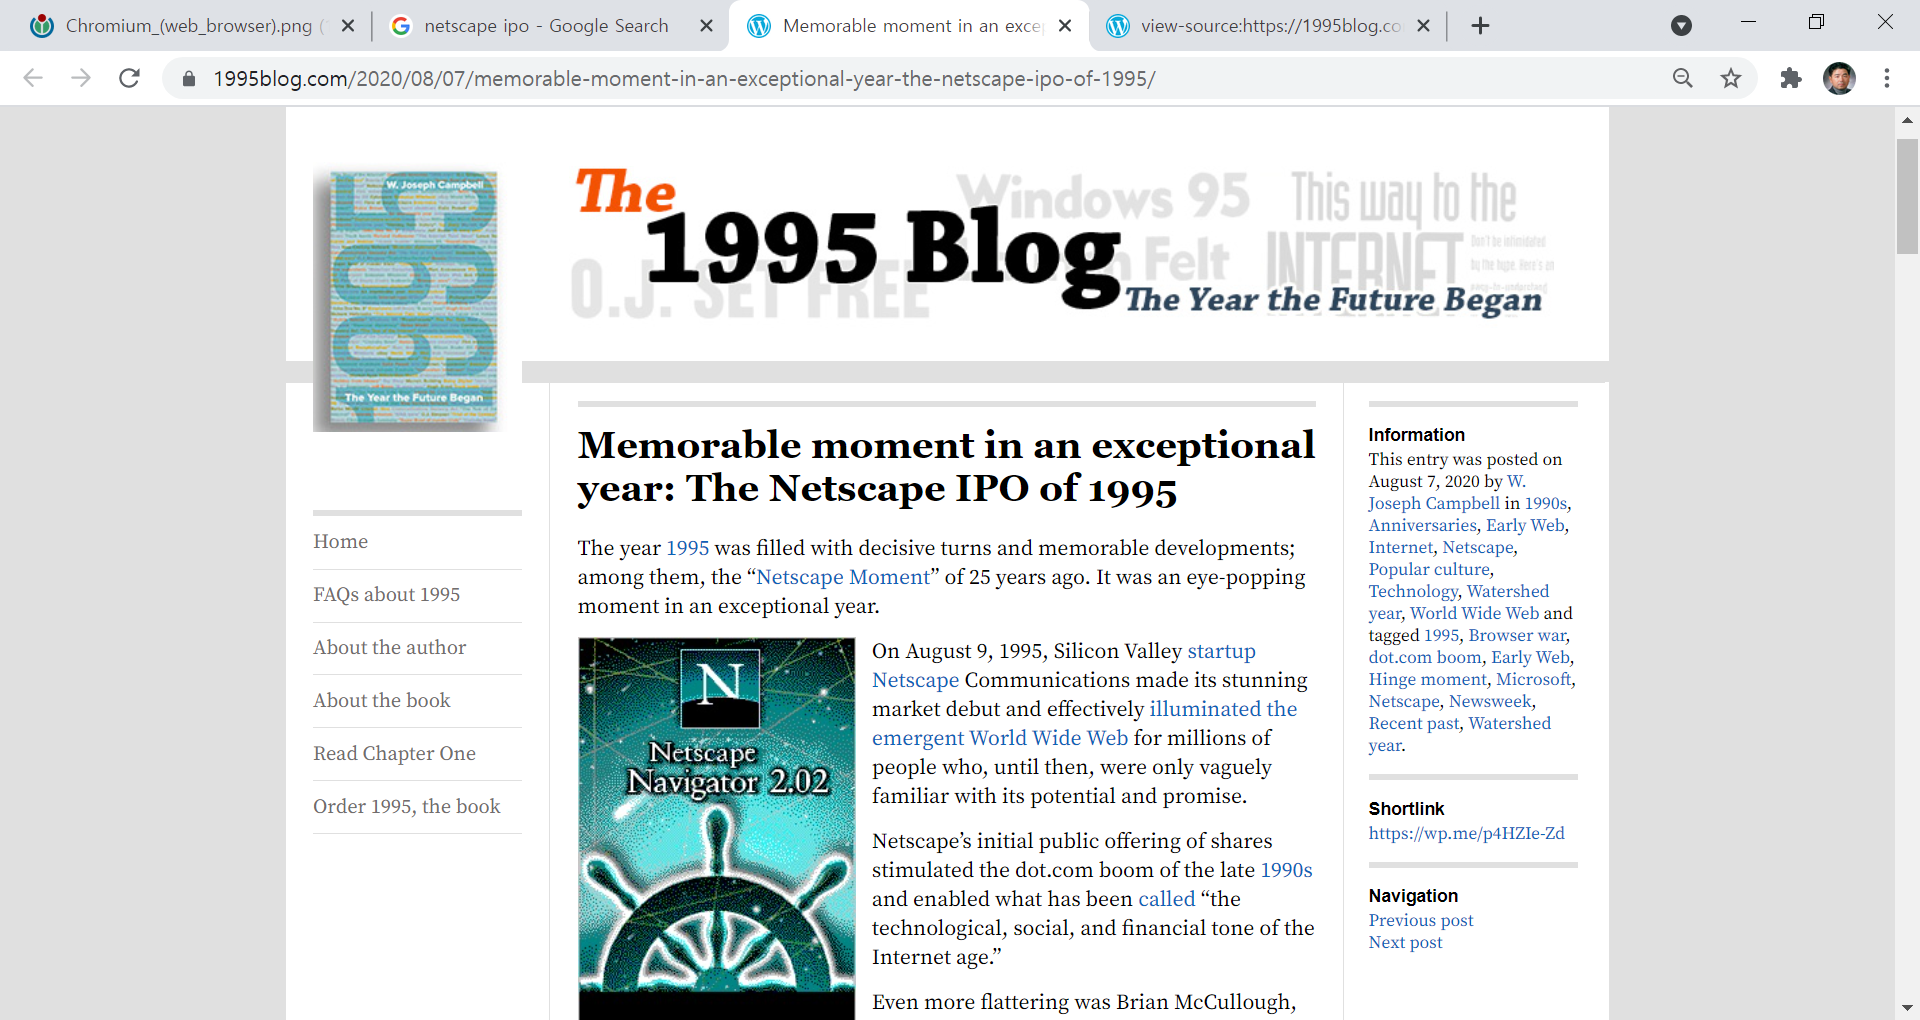 Chromium_(web_browser).png (
netscape ipo - Google Search
Memorable moment in an exce
view-source:https://1995blog.co
1995blog.com/2020/08/07/memorable-moment-in-an-exceptional-year-the-netscape-ipo-of-1995/
W. Joseph Campbell
1995
The Year the Future Began
The
1995 Blog
The Year the Future Began
Windows 95
This way to the
INTERNET
Don't be intimidated
by the hype. Here's an
easy-to-understand
Felt
O.J. SET FREE
Home
FAQs about 1995
About the author
About the book
Read Chapter One
Order 1995, the book
Memorable moment in an exceptional
year: The Netscape IPO of 1995
The year 1995 was filled with decisive turns and memorable developments;
among them, the “Netscape Moment” of 25 years ago. It was an eye-popping
moment in an exceptional year.
N
Netscape
Navigator 2.02
On August 9, 1995, Silicon Valley startup
Netscape Communications made its stunning
market debut and effectively illuminated the
emergent World Wide Web for millions of
people who, until then, were only vaguely
familiar with its potential and promise.
Netscape’s initial public offering of shares
stimulated the dot.com boom of the late 1990s
and enabled what has been called “the
technological, social, and financial tone of the
Internet age.”
Even more flattering was Brian McCullough,
Information
This entry was posted on
August 7, 2020 by W.
Joseph Campbell in 1990s,
Anniversaries, Early Web,
Internet, Netscape,
Popular culture,
Technology, Watershed
year, World Wide Web and
tagged 1995, Browser war,
dot.com boom, Early Web,
Hinge moment, Microsoft,
Netscape, Newsweek,
Recent past, Watershed
year.
Shortlink
https://wp.me/p4HZIe-Zd
Navigation
Previous post
Next post